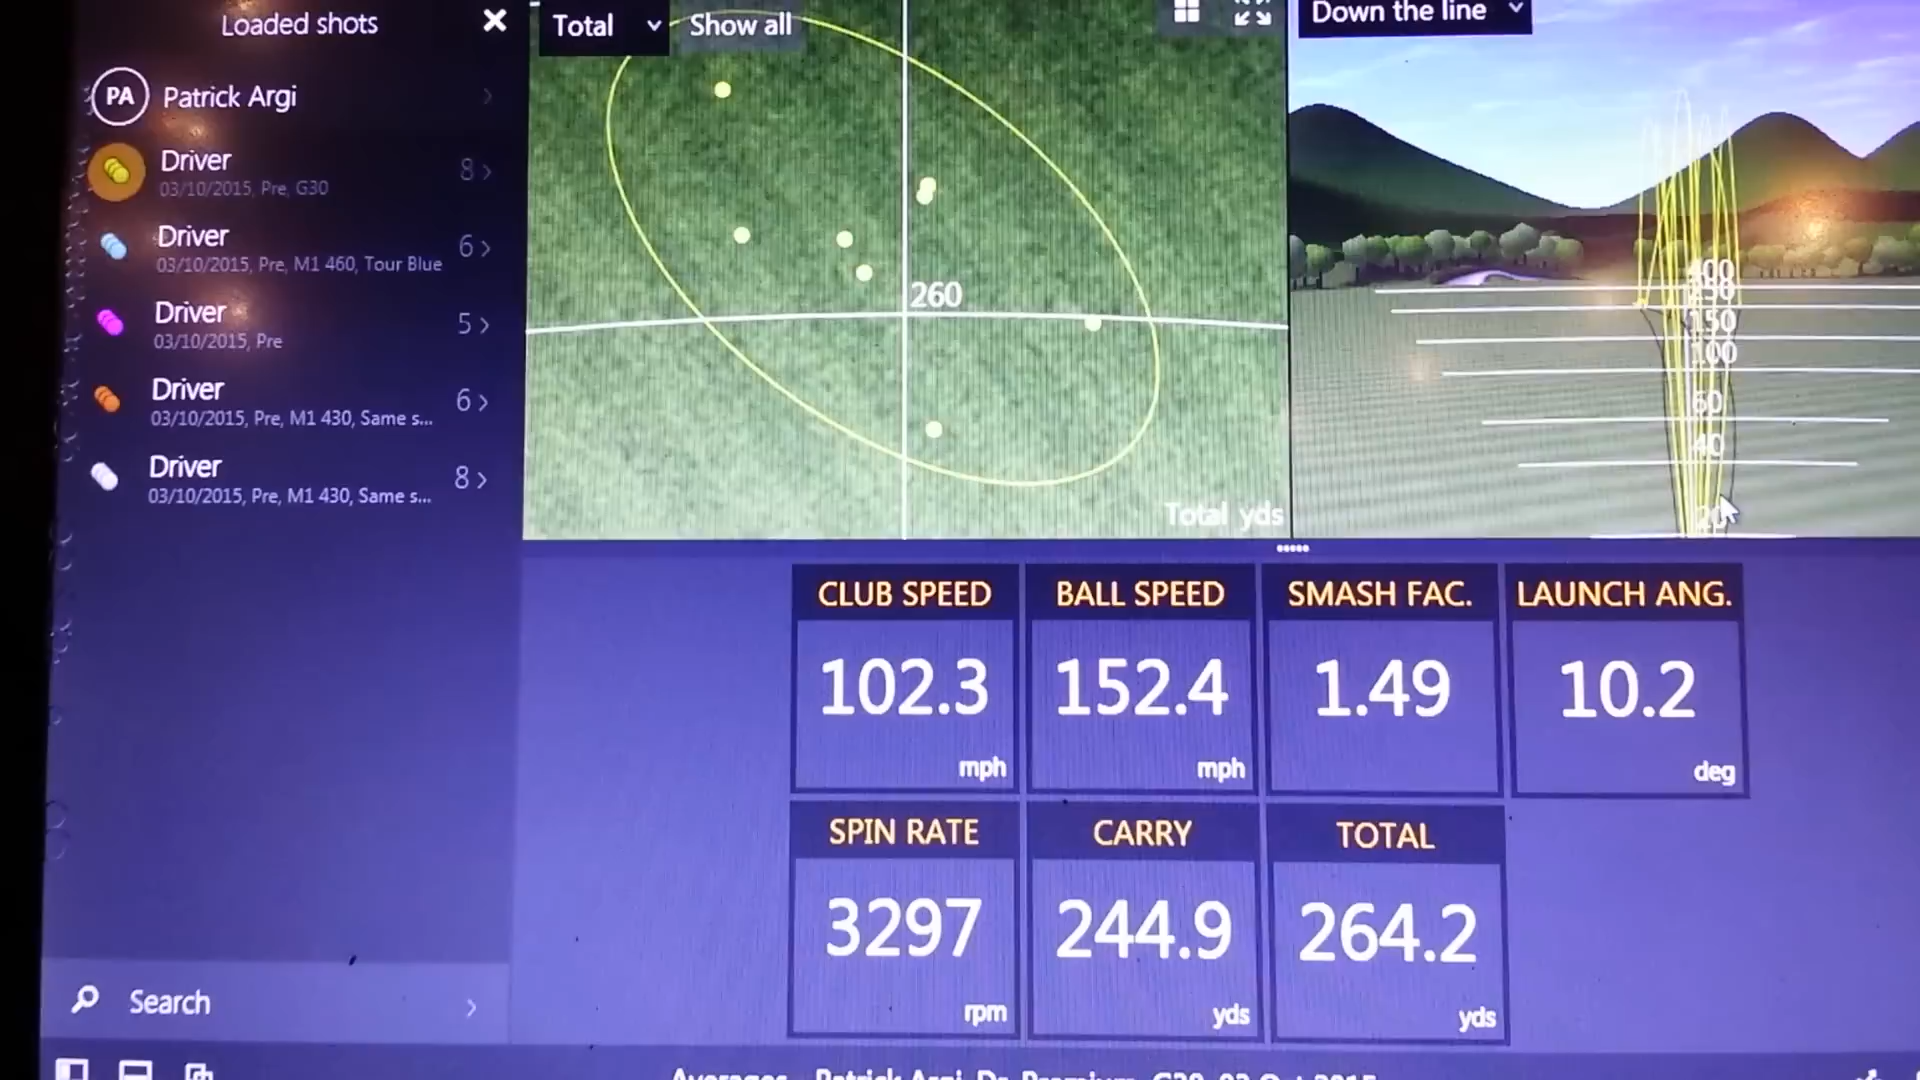 Loaded shots
PA Patrick Argi
Driver
03/10/2015, Pre, G30
8
Driver
03/10/2015, Pre, M1 460, Tour Blue
6
Driver
03/10/2015, Pre
5
Driver
03/10/2015, Pre, M1 430, Same s...
6
Driver
03/10/2015, Pre, M1 430, Same s...
8
Search
Total
Show all
260
Total yds
Down the line
400
150
100
60
40
20
CLUB SPEED
102.3
mph
BALL SPEED
152.4
mph
SMASH FAC.
1.49
LAUNCH ANG.
10.2
deg
SPIN RATE
3297
rpm
CARRY
244.9
yds
TOTAL
264.2
yds